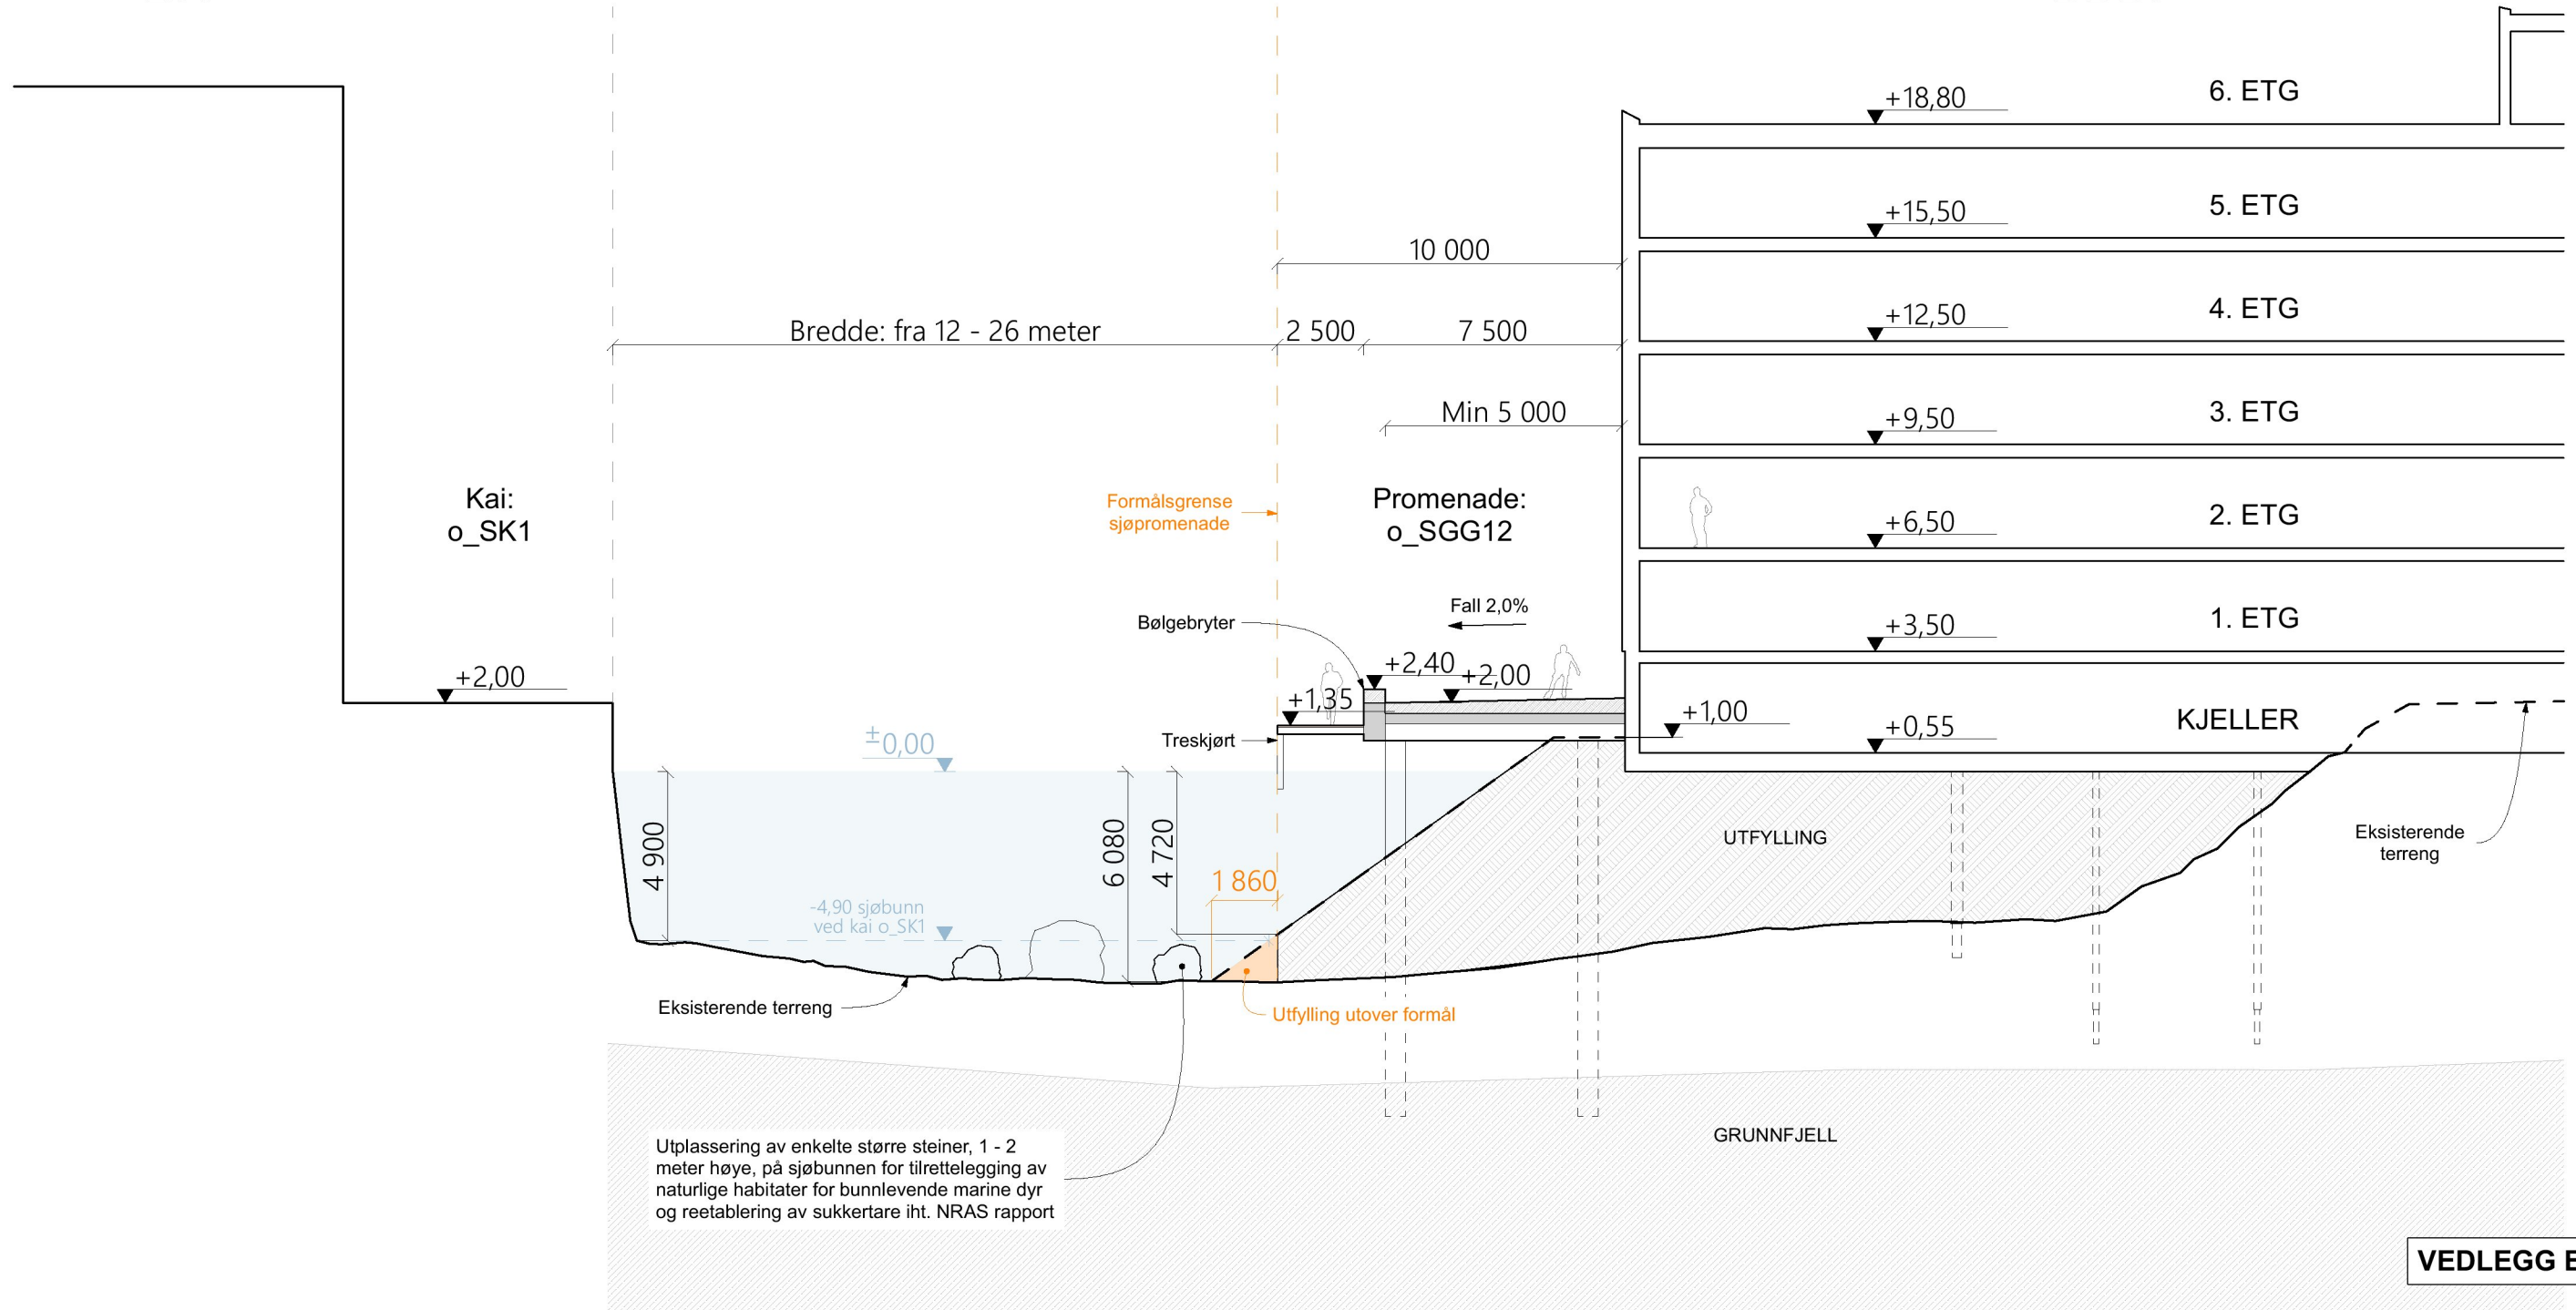 6. ETG
+18,80
5. ETG
+15,50
10 000
4. ETG
+12,50
Bredde: fra 12 - 26 meter
2 500
7 500
3. ETG
+9,50
Min 5 000
Kai:
o_SK1
Formålsgrense
sjøpromenade
Promenade:
o_SGG12
2. ETG
+6,50
Fall 2,0%
Bølgebryter
1. ETG
+3,50
+2,00
+2,40
+2,00
+1,35
+1,00
KJELLER
+0,55
Treskjørt
±0,00
4 900
6 080
4 720
1 860
UTFYLLING
Eksisterende
terreng
-4,90 sjøbunn
ved kai o_SK1
Eksisterende terreng
Utfylling utover formål
GRUNNFJELL
Utplassering av enkelte større steiner, 1 - 2
meter høye, på sjøbunnen for tilrettelegging av
naturlige habitater for bunnlevende marine dyr
og reetablering av sukkertare iht. NRAS rapport
VEDLEGG E